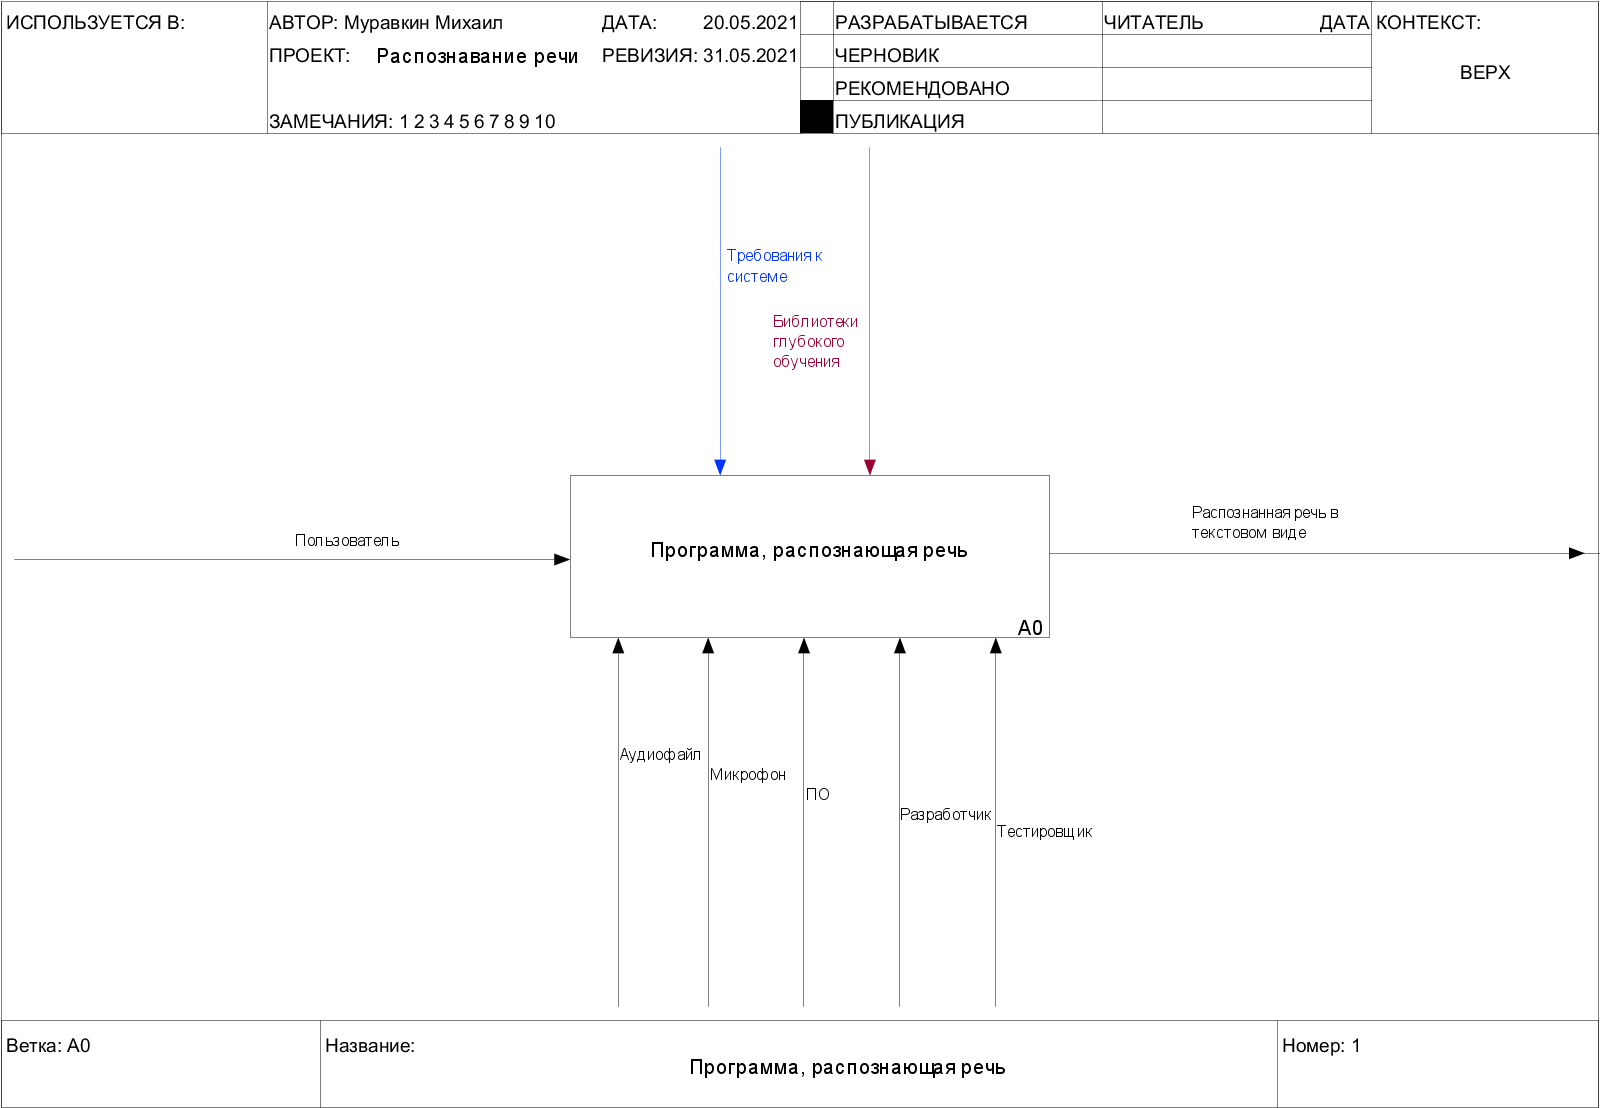 ИСПОЛЬЗУЕТСЯ В:
АВТОР: Муравкин Михаил
ДАТА: 20.05.2021
РАЗРАБАТЫВАЕТСЯ
ЧИТАТЕЛЬ
ДАТА
КОНТЕКСТ:
ПРОЕКТ: Распознавание речи
РЕВИЗИЯ: 31.05.2021
ЧЕРНОВИК
ВЕРХ
РЕКОМЕНДОВАНО
ЗАМЕЧАНИЯ: 1 2 3 4 5 6 7 8 9 10
ПУБЛИКАЦИЯ
Требования к
системе
Библиотеки
глубокого
обучения
Пользователь
Программа, распознающая речь
A0
Распознанная речь в
текстовом виде
Аудиофайл
Микрофон
ПО
Разработчик
Тестировщик
Ветка: A0
Название:
Программа, распознающая речь
Номер: 1